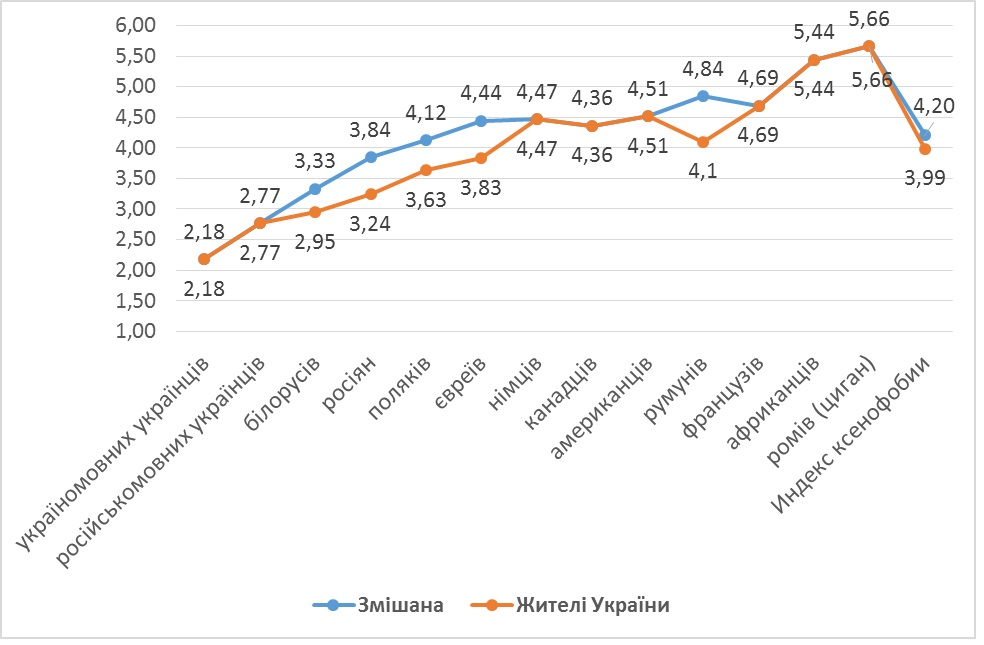 6,00
5,50
5,00
4,50
4,00
3,50
3,00
2,50
2,00
1,50
1,00
2,18
2,77
3,33
3,84
4,12
4,44
4,47
4,36
4,51
4,84
4,69
5,44
5,66
4,20
2,18
2,77
2,95
3,24
3,63
3,83
4,47
4,36
4,51
4,1
4,69
5,44
5,66
3,99
україномовних українців
російськомовних українців
білорусів
росіян
поляків
євреїв
німців
канадців
американців
румунів
французів
африканців
ромів (циган)
Индекс ксенофобии
Змішана
Жителі України